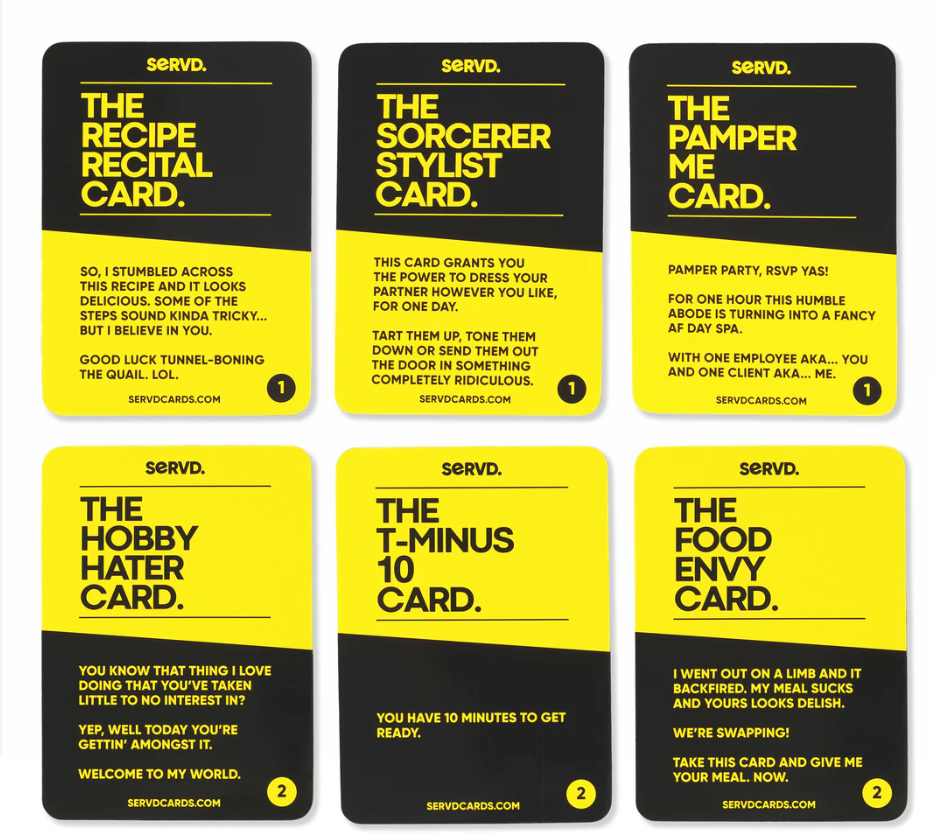 SERVD.
THE
RECIPE
RECITAL
CARD.
SO, I STUMBLED ACROSS
THIS RECIPE AND IT LOOKS
DELICIOUS. SOME OF THE
STEPS SOUND KINDA TRICKY...
BUT I BELIEVE IN YOU.
GOOD LUCK TUNNEL-BONING
THE QUAIL. LOL.
1
SERVDCARDS.COM
SERVD.
THE
SORCERER
STYLIST
CARD.
THIS CARD GRANTS YOU
THE POWER TO DRESS YOUR
PARTNER HOWEVER YOU LIKE,
FOR ONE DAY.
TART THEM UP, TONE THEM
DOWN OR SEND THEM OUT
THE DOOR IN SOMETHING
COMPLETELY RIDICULOUS.
1
SERVDCARDS.COM
SERVD.
THE
PAMPER
ME
CARD.
PAMPER PARTY, RSVP YAS!
FOR ONE HOUR THIS HUMBLE
ABODE IS TURNING INTO A FANCY
AF DAY SPA.
WITH ONE EMPLOYEE AKA... YOU
AND ONE CLIENT AKA... ME.
1
SERVDCARDS.COM
SERVD.
THE
HOBBY
HATER
CARD.
YOU KNOW THAT THING I LOVE
DOING THAT YOU'VE TAKEN
LITTLE TO NO INTEREST IN?
YEP, WELL TODAY YOU'RE
GETTIN' AMONGST IT.
WELCOME TO MY WORLD.
2
SERVDCARDS.COM
SERVD.
THE
T-MINUS
10
CARD.
YOU HAVE 10 MINUTES TO GET
READY.
2
SERVDCARDS.COM
SERVD.
THE
FOOD
ENVY
CARD.
I WENT OUT ON A LIMB AND IT
BACKFIRED. MY MEAL SUCKS
AND YOURS LOOKS DELISH.
WE'RE SWAPPING!
TAKE THIS CARD AND GIVE ME
YOUR MEAL. NOW.
2
SERVDCARDS.COM